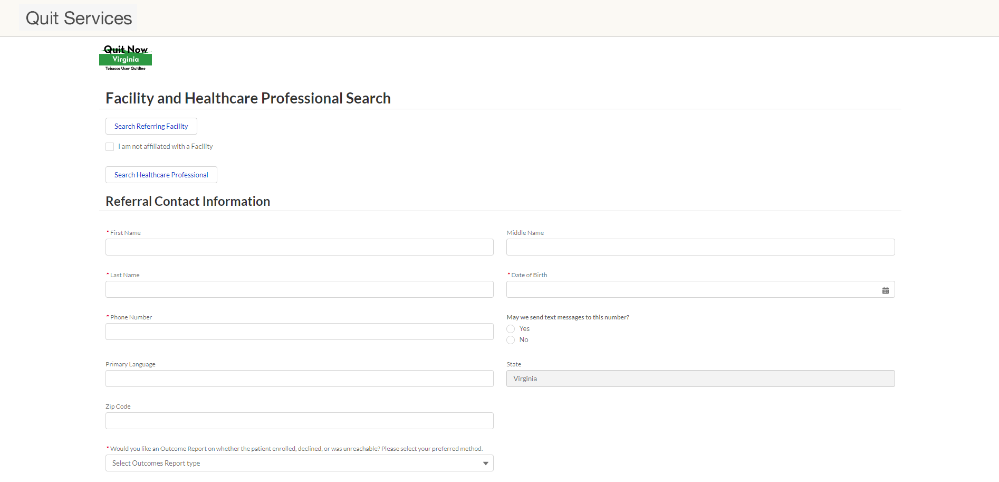 Quit Services
Quit Now
Virginia
Tobacco User Quitline
Facility and Healthcare Professional Search
Search Referring Facility
I am not affiliated with a Facility
Search Healthcare Professional
Referral Contact Information
* First Name
Middle Name
* Last Name
* Date of Birth
* Phone Number
May we send text messages to this number?
Yes
No
Primary Language
State
Virginia
Zip Code
* Would you like an Outcome Report on whether the patient enrolled, declined, or was unreachable? Please select your preferred method.
Select Outcomes Report type